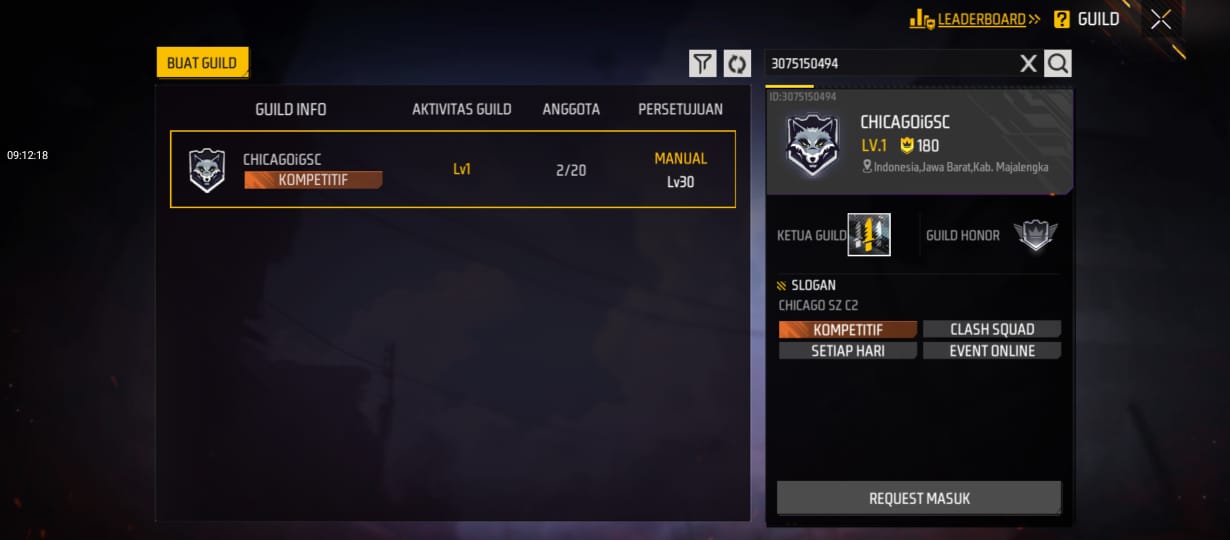 LEADERBOARD >>
? GUILD
BUAT GUILD
3075150494
GUILD INFO AKTIVITAS GUILD ANGGOTA PERSETUJUAN
09:12:18
CHICAGOiGSC
KOMPETITIF
Lv1
2/20
MANUAL
Lv30
ID:3075150494
CHICAGOiGSC
LV.1 180
Indonesia,Jawa Barat,Kab. Majalengka
KETUA GUILD
GUILD HONOR
SLOGAN
CHICAGO SZ C2
KOMPETITIF CLASH SQUAD
SETIAP HARI EVENT ONLINE
REQUEST MASUK